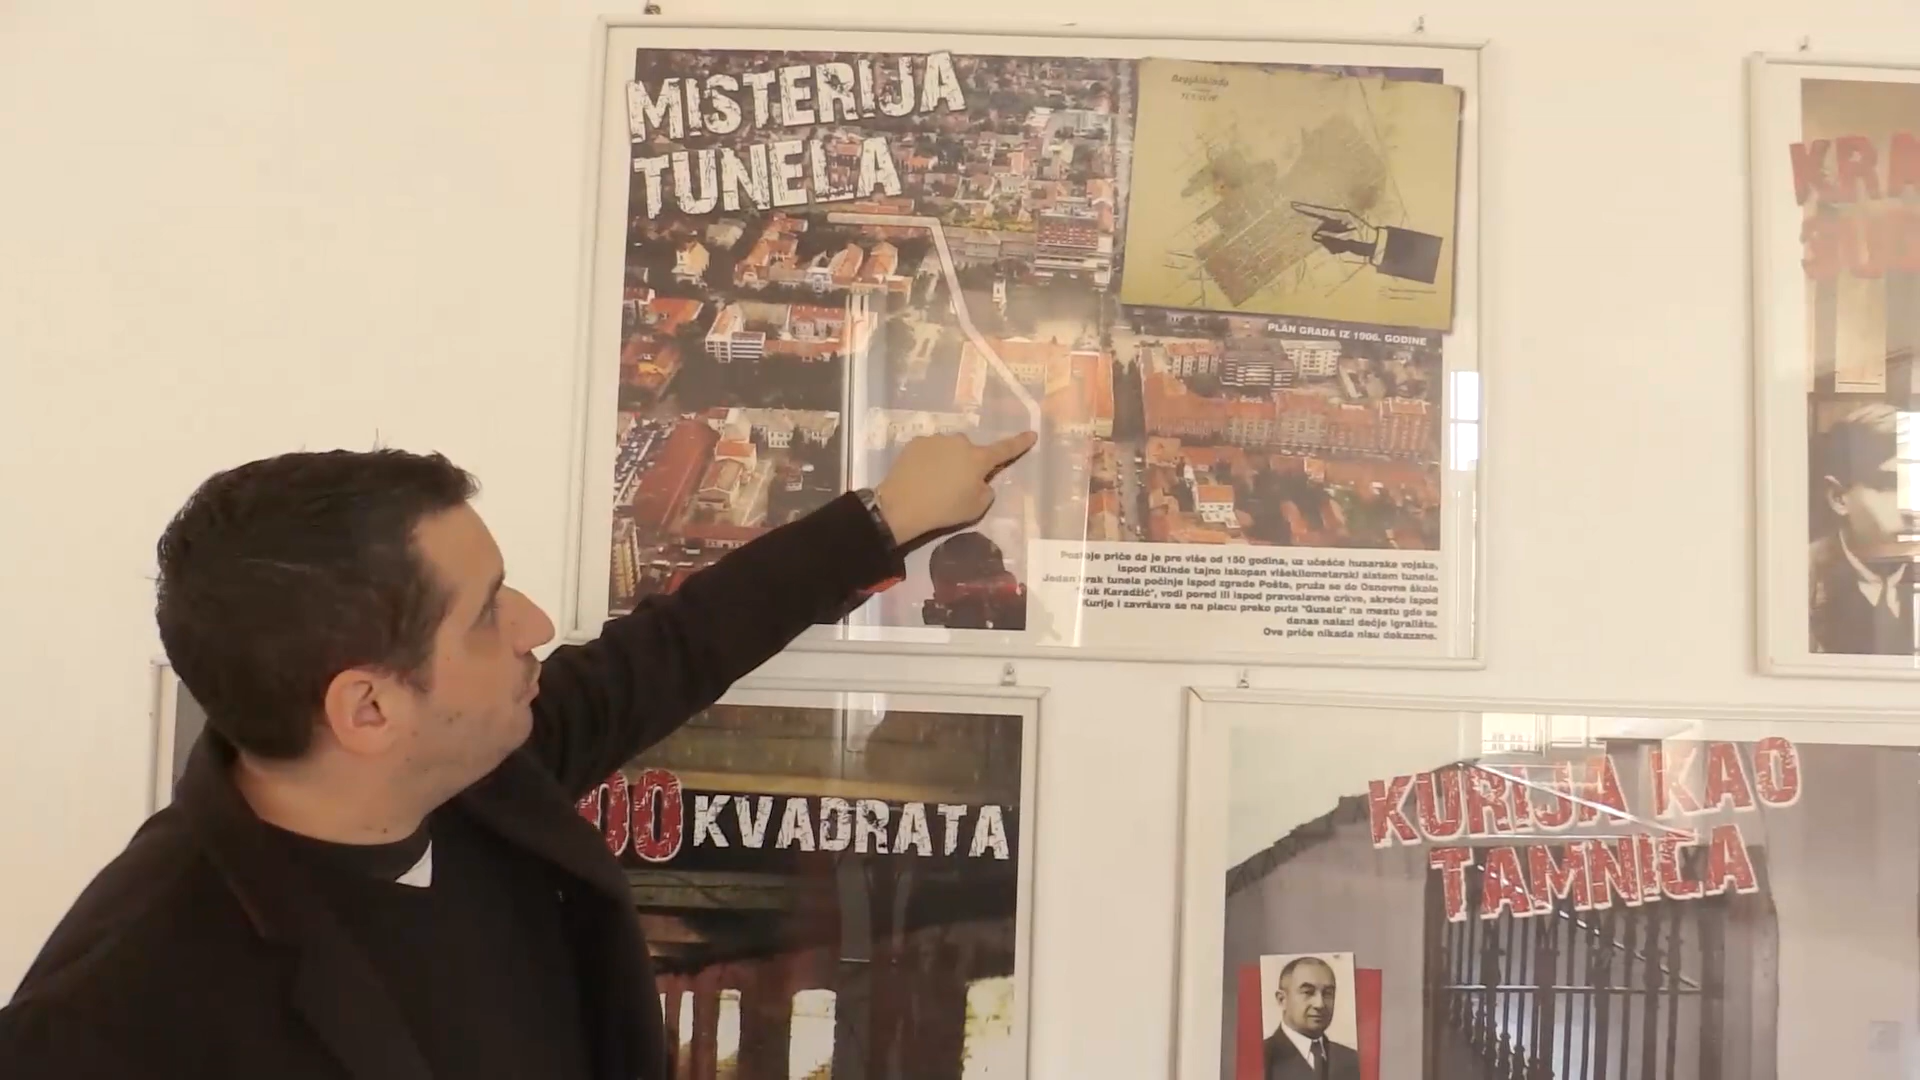 MISTERIJA
TUNELA
PLAN GRADA IZ 1906. GODINE
Postoje priče da je pre više od 150 godina, uz učešće husarske vojske,
ispod Kikinde tajno iskopan višekilometarski sistem tunela.
Jedan krak tunela počinje ispod zgrade Pošte, pruža se do Osnovne škole
"Vuk Karadžić", vodi pored ili ispod pravoslavne crkve, skreće ispod
Kurije i završava se na placu preko puta "Gusala" na mestu gde se
danas nalazi dečje igralište.
Ove priče nikada nisu dokazane.
00 KVADRATA
KURIJA KAO
TAMNICA
KRA